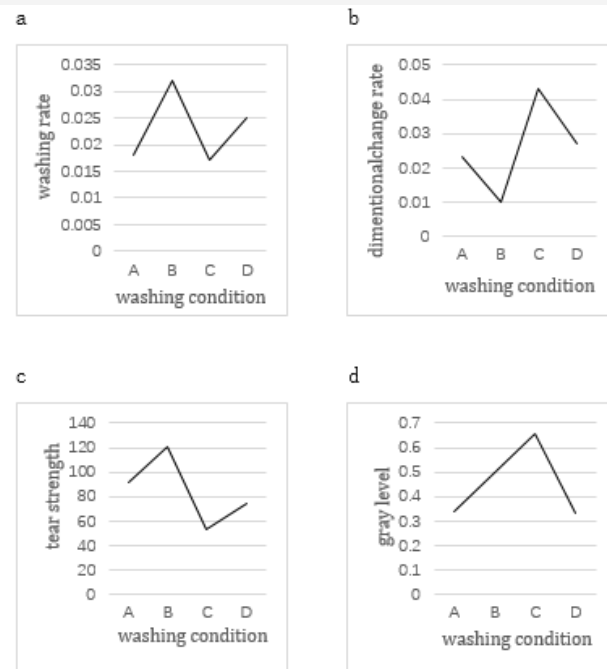 a
0.035
0.03
0.025
0.02
0.015
0.01
0.005
0
washing rate
A B C D
washing condition
b
0.05
0.04
0.03
0.02
0.01
0
dimentionalchange rate
A B C D
washing condition
c
140
120
100
80
60
40
20
0
tear strength
A B C D
washing condition
d
0.7
0.6
0.5
0.4
0.3
0.2
0.1
0
gray level
A B C D
washing condition